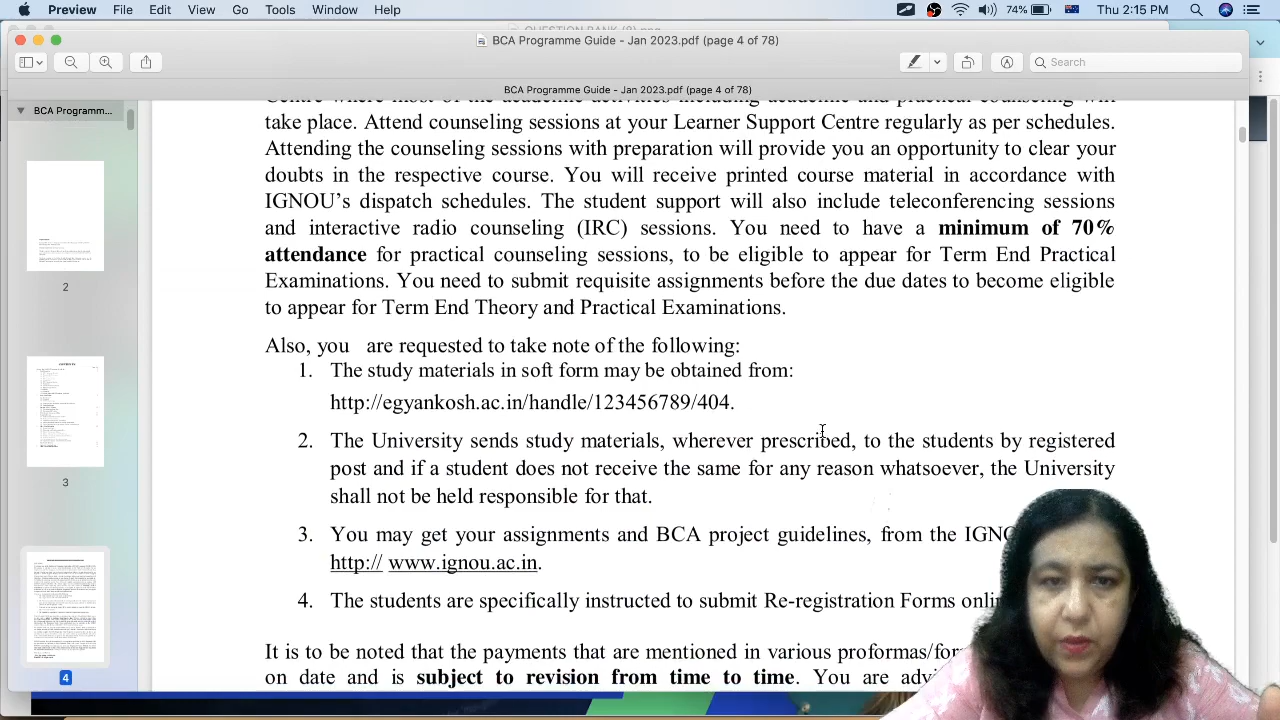 Preview File Edit View Go Tools Window Help 74% Thu 2:15 PM
BCA Programme Guide - Jan 2023.pdf (page 4 of 78)
Search
BCA Programme Guide - Jan 2023.pdf (page 4 of 78)
BCA Programm...
2
3
4
Centre where most of the academic activities including academic and practical counseling will
take place. Attend counseling sessions at your Learner Support Centre regularly as per schedules.
Attending the counseling sessions with preparation will provide you an opportunity to clear your
doubts in the respective course. You will receive printed course material in accordance with
IGNOU's dispatch schedules. The student support will also include teleconferencing sessions
and interactive radio counseling (IRC) sessions. You need to have a minimum of 70%
attendance for practical counseling sessions, to be eligible to appear for Term End Practical
Examinations. You need to submit requisite assignments before the due dates to become eligible
to appear for Term End Theory and Practical Examinations.
Also, you are requested to take note of the following:
1. The study materials in soft form may be obtained from:
http://egyankosh.ac.in/handle/123456789/404
2. The University sends study materials, wherever prescribed, to the students by registered
post and if a student does not receive the same for any reason whatsoever, the University
shall not be held responsible for that.
3. You may get your assignments and BCA project guidelines, from the
http:// www.ignou.ac.in.
4. The students are specifically instructed to submit Re-registration Forms
It is to be noted that the payments that are mentioned in various
on date and is subject to revision from time to time. You are